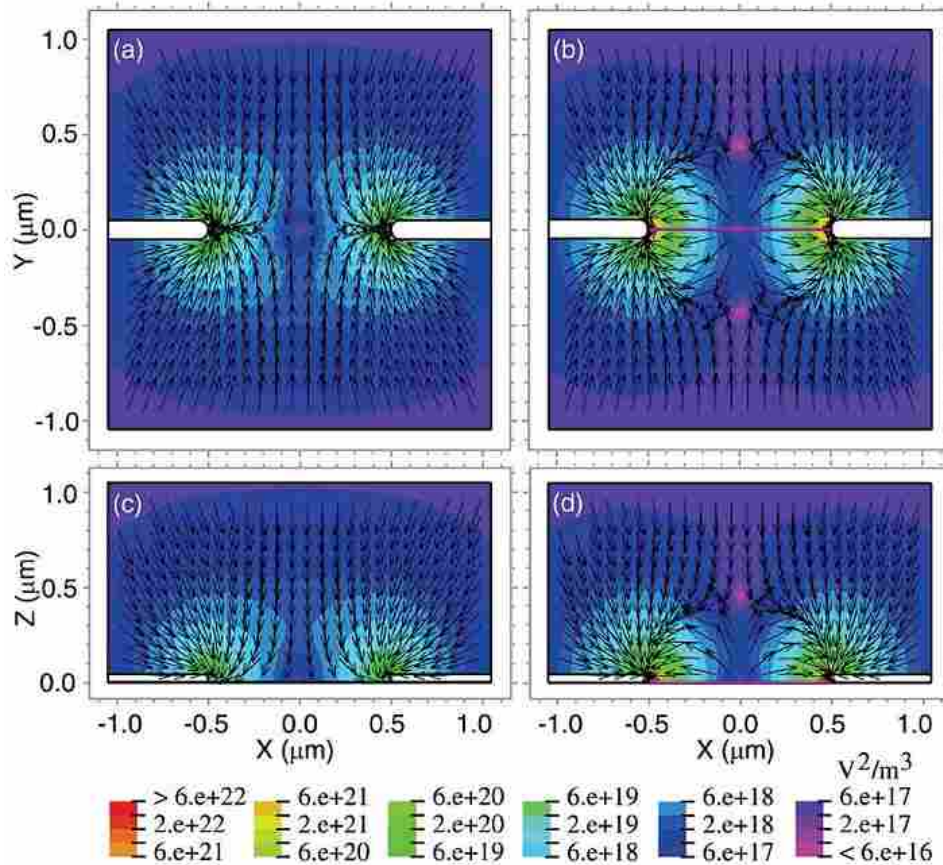 (a) (b)
1.0
0.5
0.0
-0.5
-1.0
Y (μm)
(c) (d)
1.0
0.5
0.0
Z (μm)
-1.0 -0.5 0.0 0.5 1.0 -1.0 -0.5 0.0 0.5 1.0
X (μm) X (μm)
V²/m³
> 6.e+22 6.e+21 6.e+20 6.e+19 6.e+18 6.e+17
2.e+22 2.e+21 2.e+20 2.e+19 2.e+18 2.e+17
6.e+21 6.e+20 6.e+19 6.e+18 6.e+17 < 6.e+16